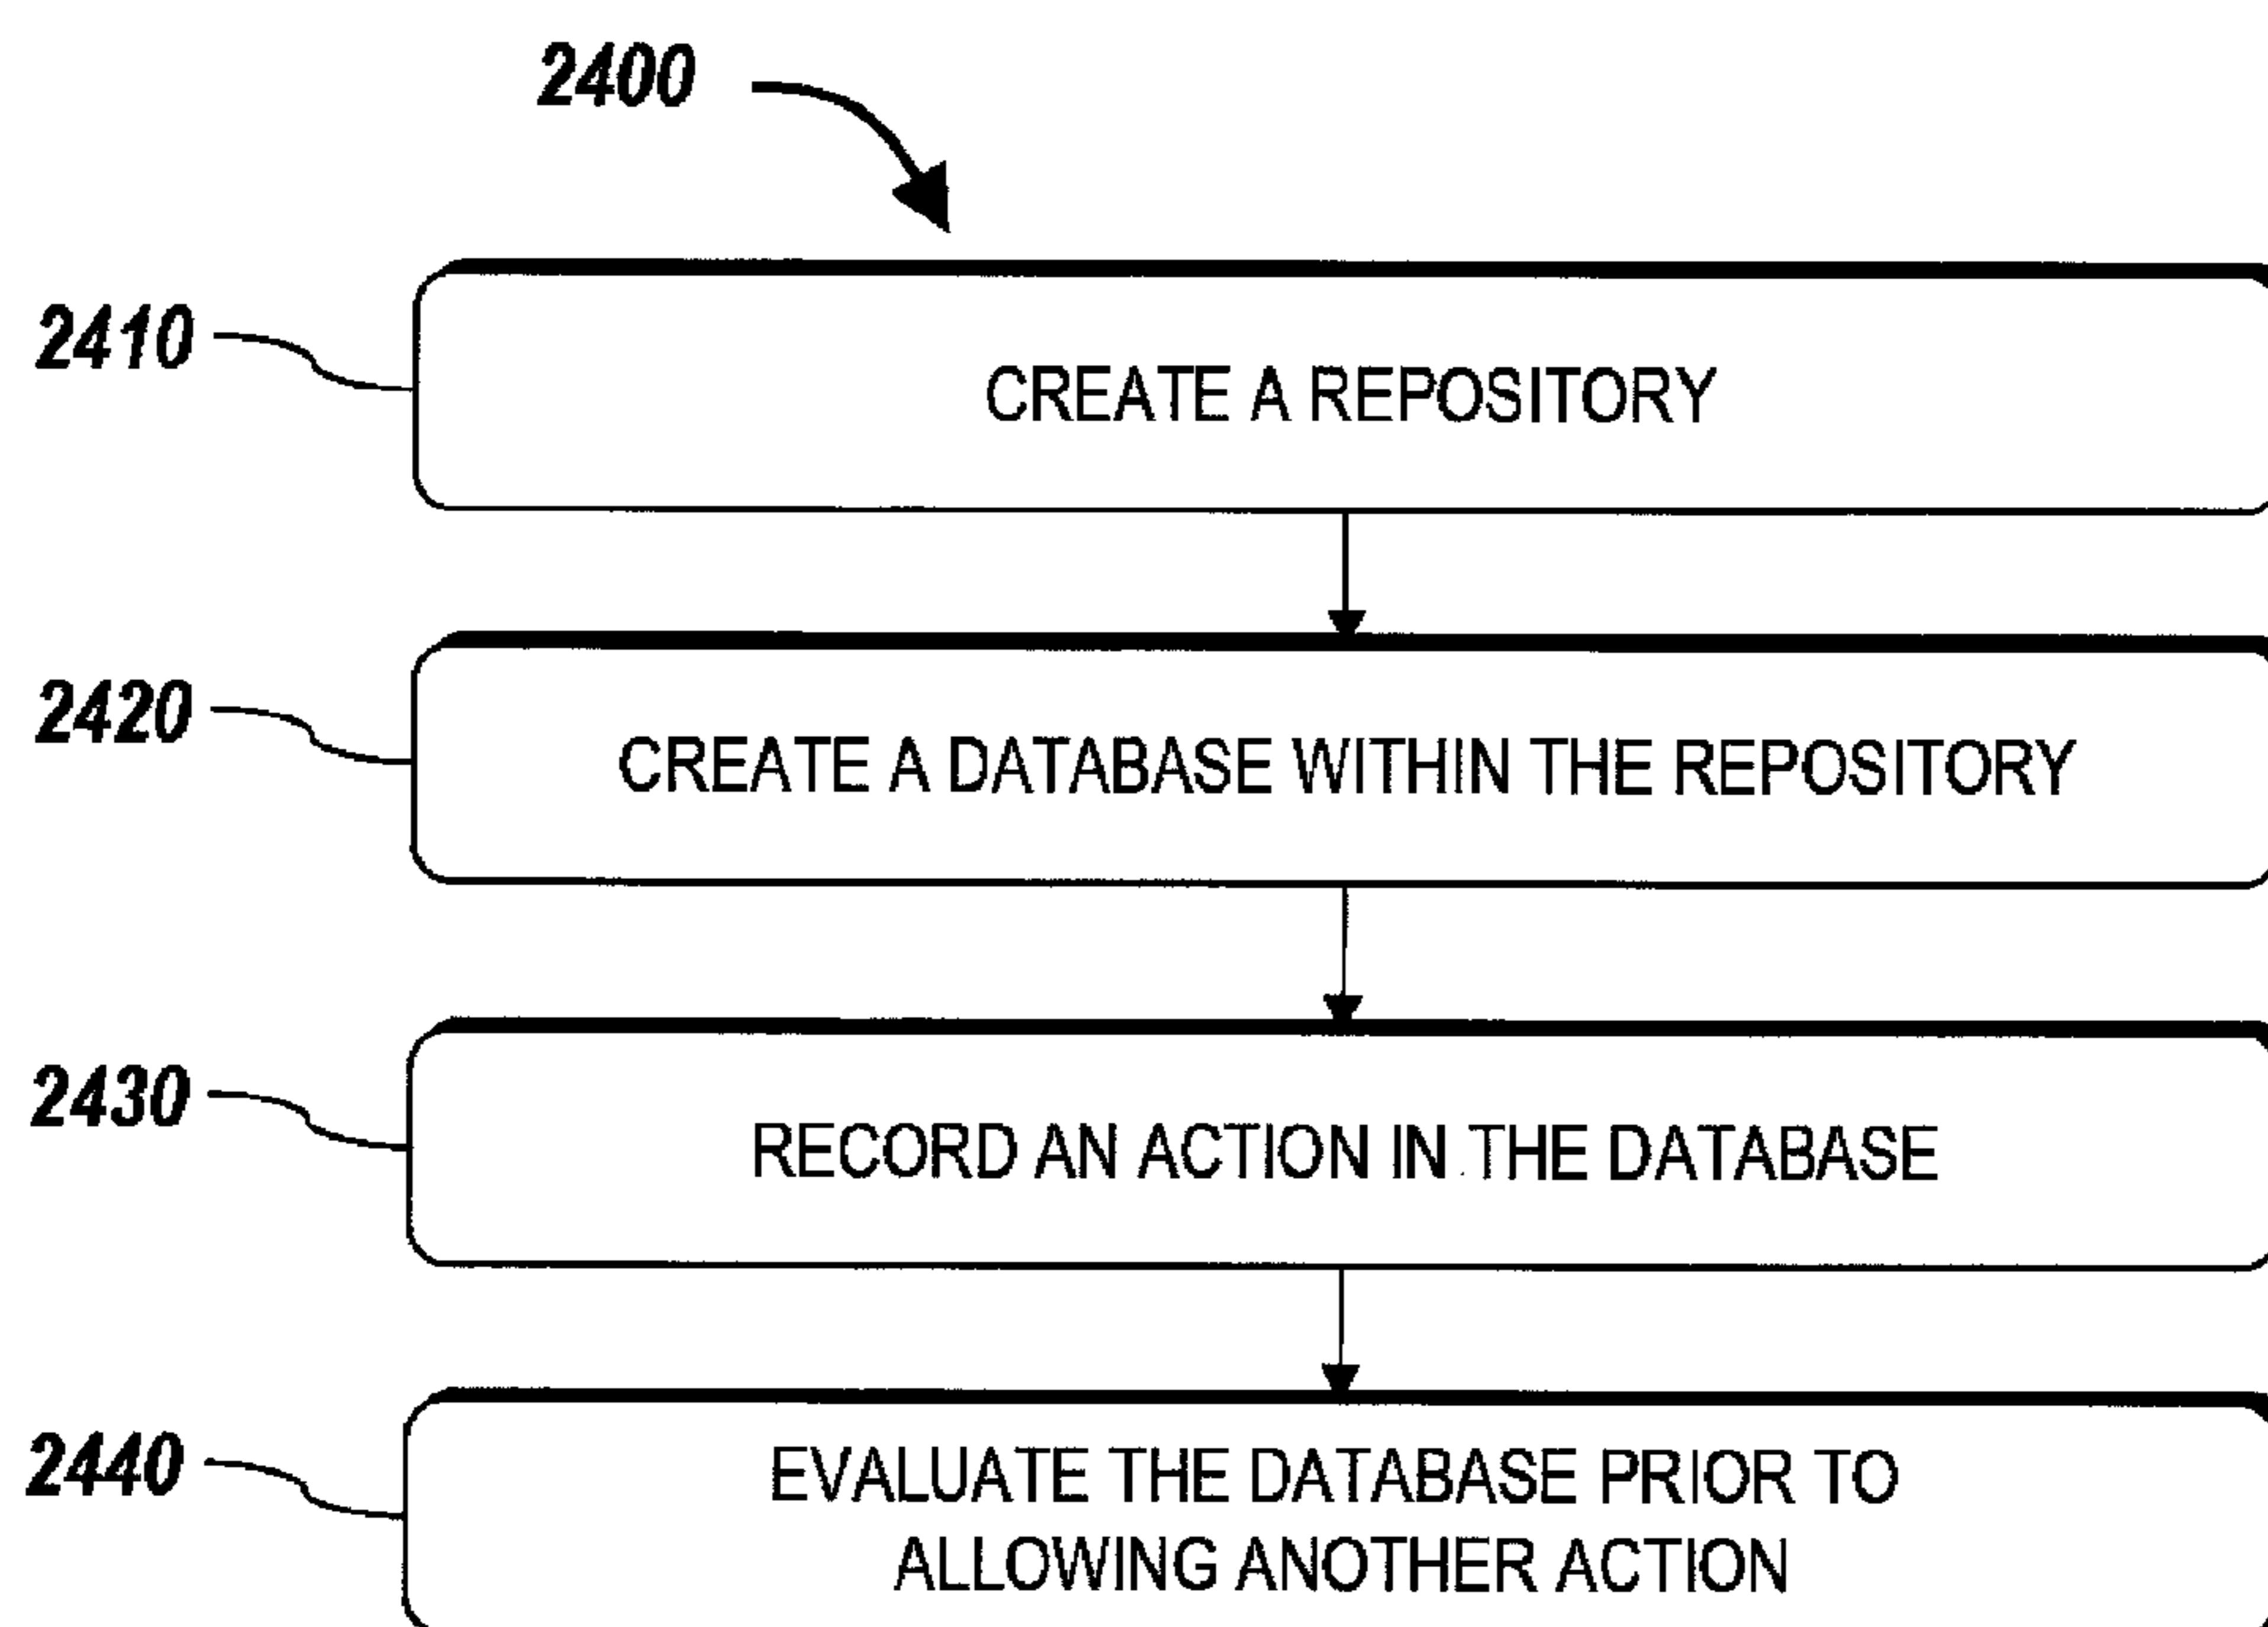 2400
2410
CREATE A REPOSITORY
2420
CREATE A DATABASE WITHIN THE REPOSITORY
2430
RECORD AN ACTION IN THE DATABASE
2440
EVALUATE THE DATABASE PRIOR TO
ALLOWING ANOTHER ACTION